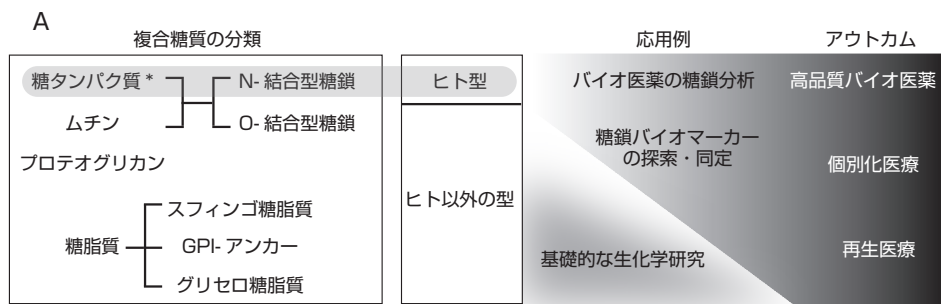 A
複合糖質の分類
応用例
アウトカム
糖タンパク質 *
N- 結合型糖鎖
ヒト型
バイオ医薬の糖鎖分析
高品質バイオ医薬
ムチン
O- 結合型糖鎖
糖鎖バイオマーカー
の探索・同定
プロテオグリカン
個別化医療
ヒト以外の型
スフィンゴ糖脂質
糖脂質
GPI- アンカー
グリセロ糖脂質
基礎的な生化学研究
再生医療